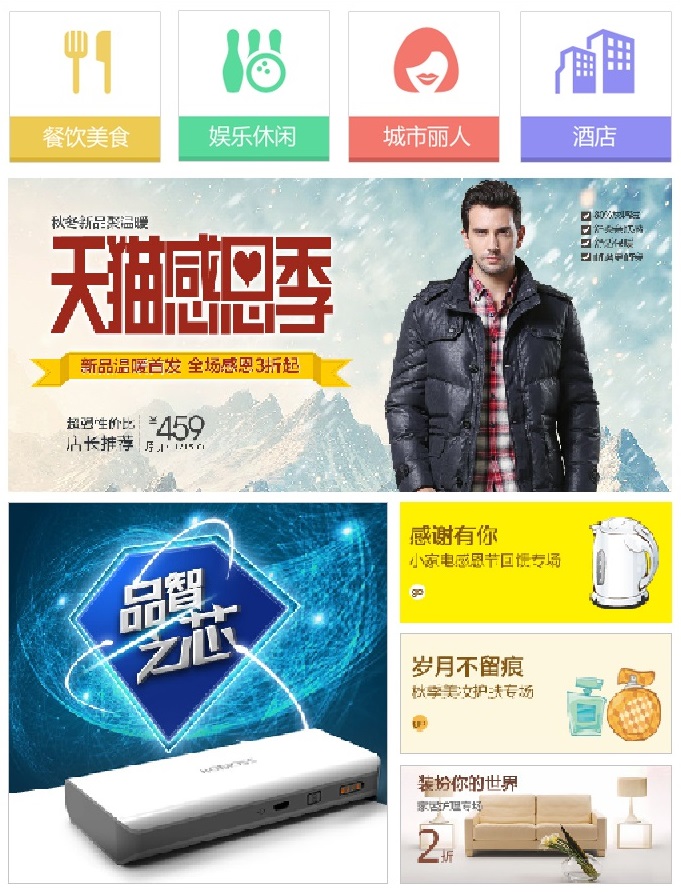 餐饮美食
娱乐休闲
城市丽人
酒店
秋冬新品聚温暖
天猫感恩季
新品温暖首发 全场感恩3折起
超强性价比
店长推荐
¥459
舒适保暖
品智
之芯
感谢有你
小家电感恩节回馈专场
go
岁月不留痕
秋季美妆护肤专场
go
装扮你的世界
家居护理专场
2折